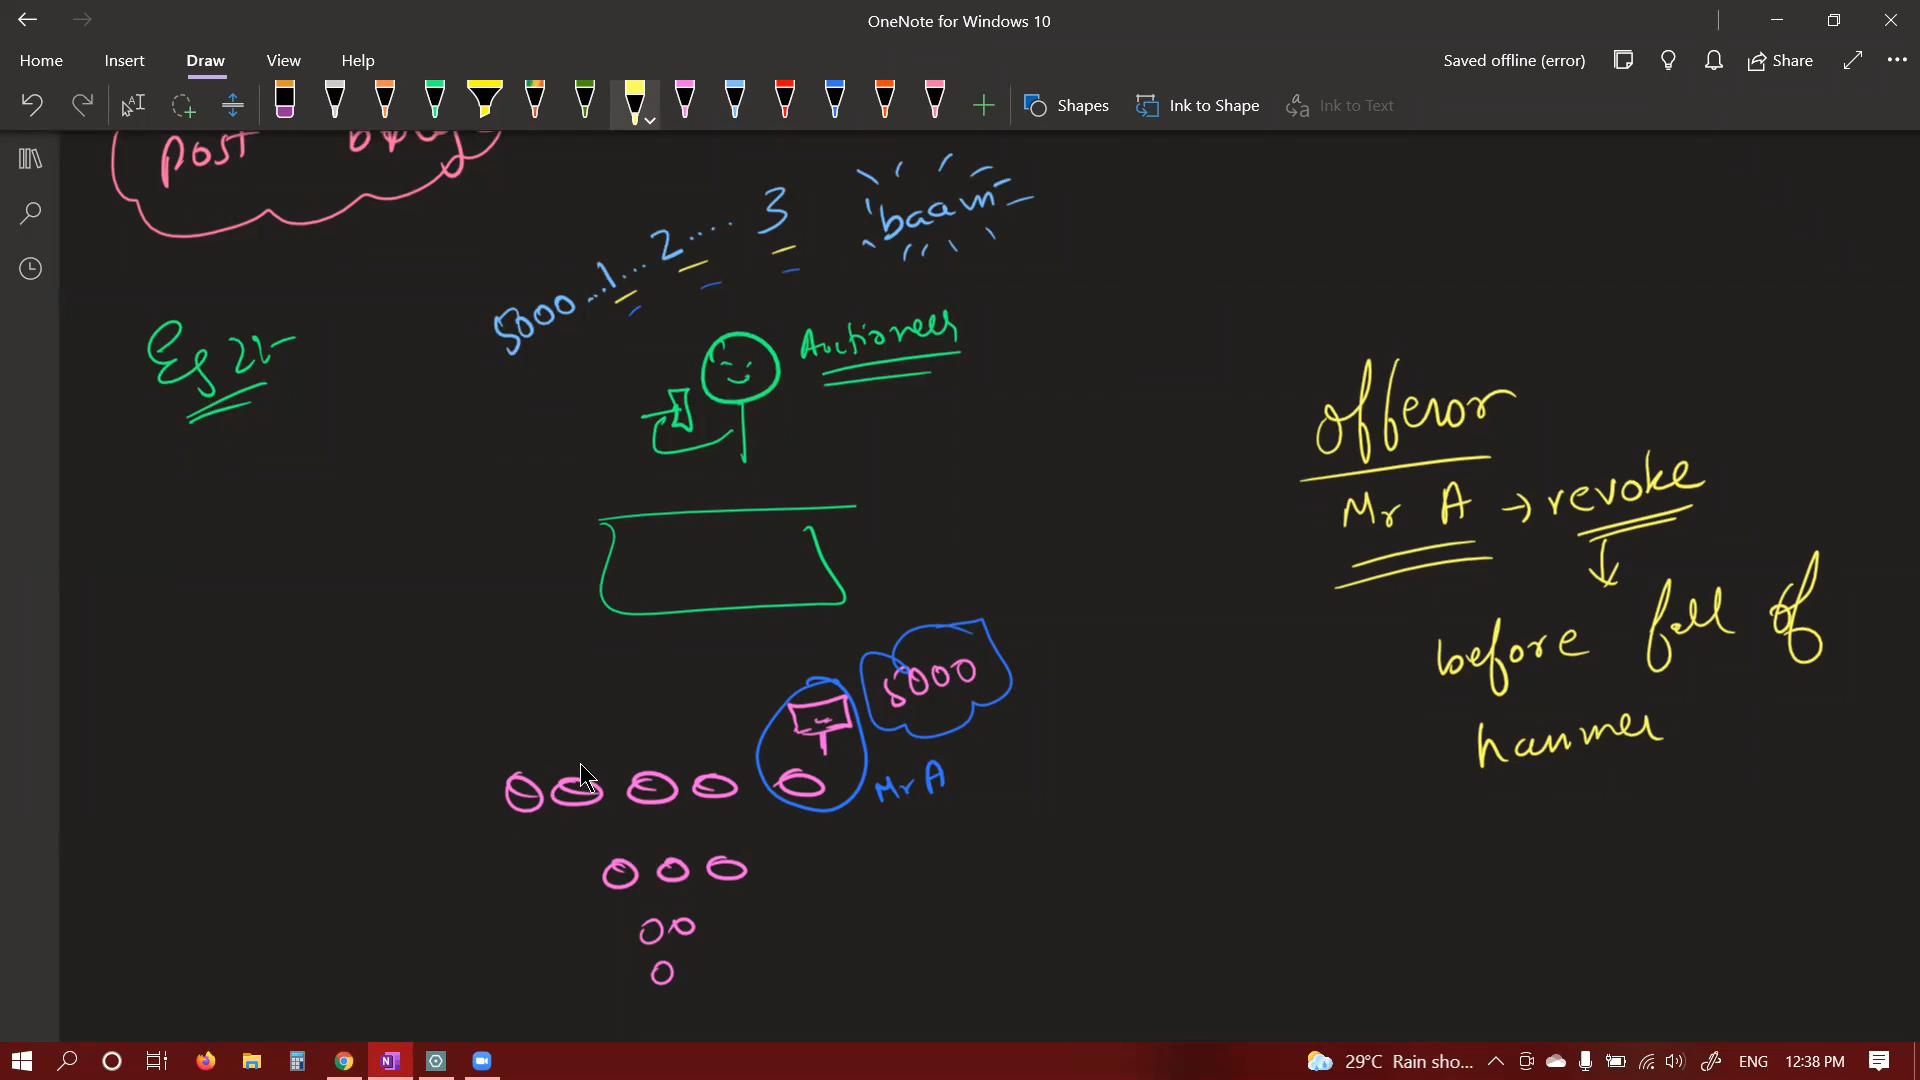 OneNote for Windows 10
Home Insert Draw View Help
Saved offline (error) Share
Shapes Ink to Shape Ink to Text
post
5000 ...1.... 2.... 3 baam
Eg 2:-
Auctioneer
offeror
Mr A → revoke
before fall of
hammer
5000
Mr A
29°C Rain sho... ENG 12:38 PM